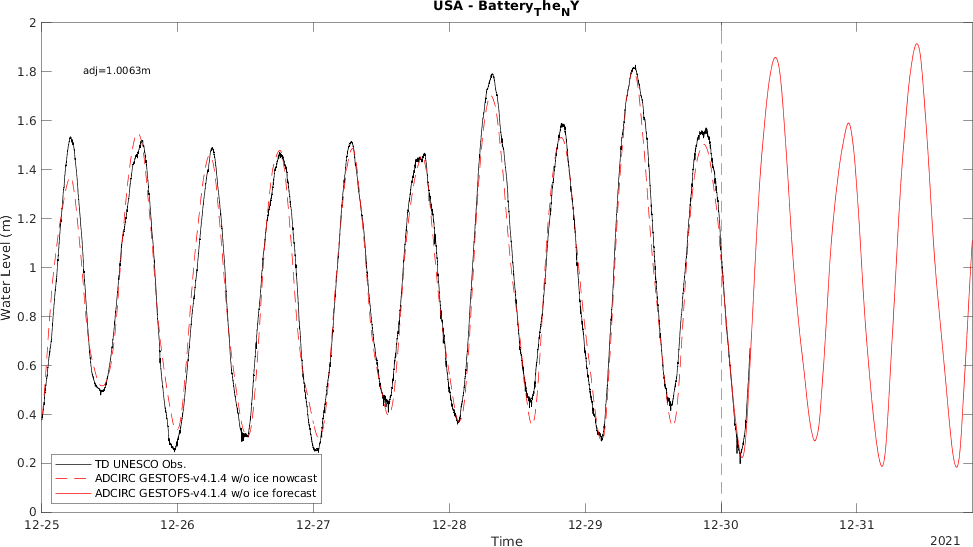 USA - Battery_The_NY
adj=1.0063m
Water Level (m)
2
1.8
1.6
1.4
1.2
1
0.8
0.6
0.4
0.2
0
TD UNESCO Obs.
ADCIRC GESTOFS-v4.1.4 w/o ice nowcast
ADCIRC GESTOFS-v4.1.4 w/o ice forecast
12-25 12-26 12-27 12-28 12-29 12-30 12-31
Time
2021